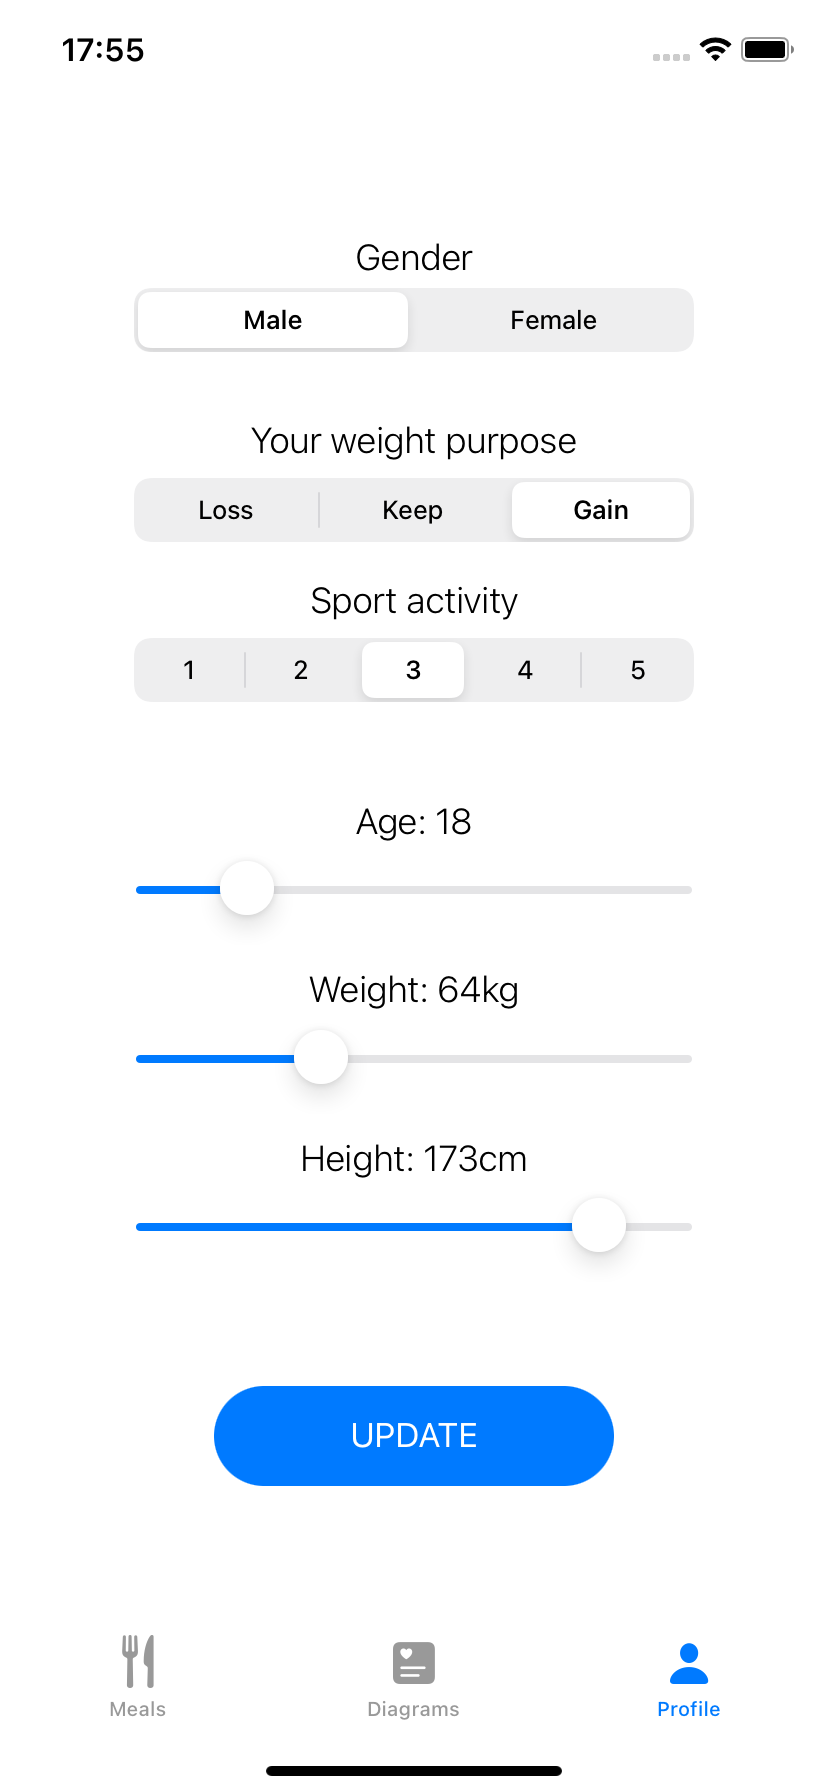 17:55
Gender
Male Female
Your weight purpose
Loss Keep Gain
Sport activity
1 2 3 4 5
Age: 18
Weight: 64kg
Height: 173cm
UPDATE
Meals Diagrams Profile